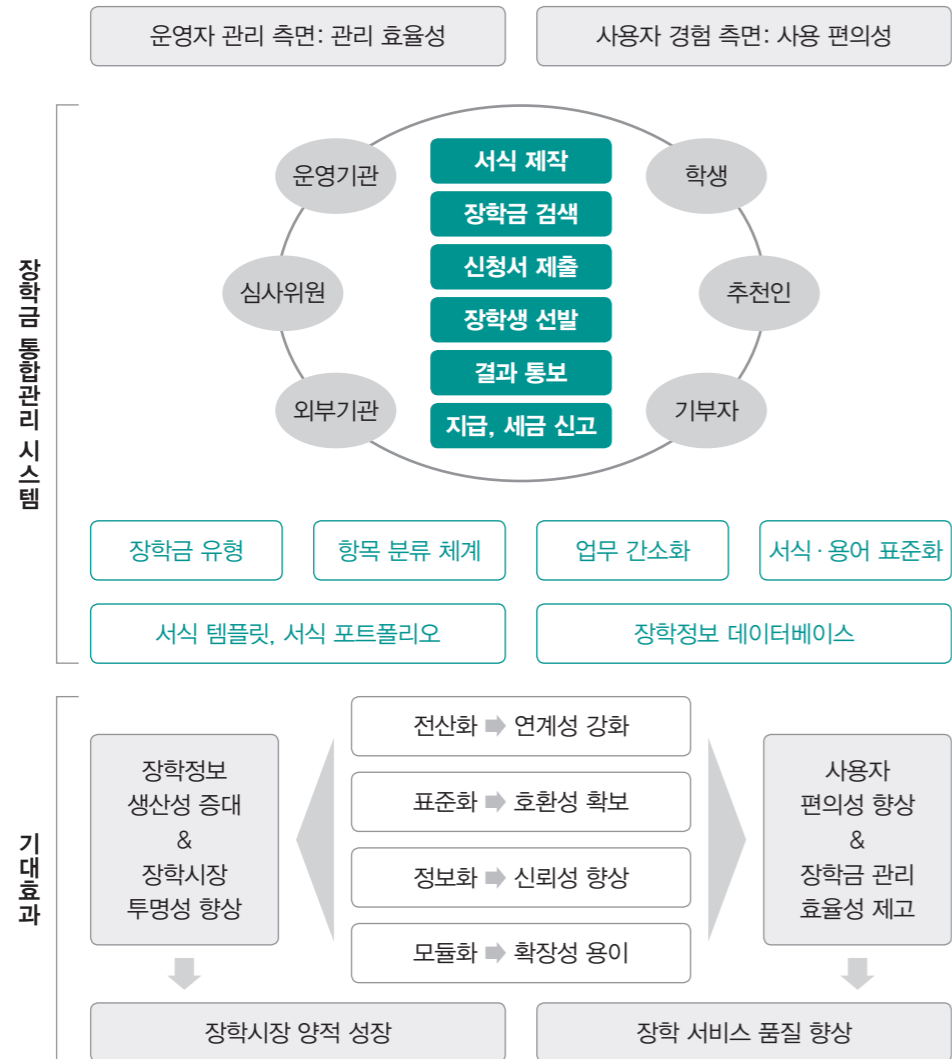 운영자 관리 측면: 관리 효율성
사용자 경험 측면: 사용 편의성
장학금 통합관리 시스템
운영기관
심사위원
외부기관
서식 제작
장학금 검색
신청서 제출
장학생 선발
결과 통보
지급, 세금 신고
학생
추천인
기부자
장학금 유형
항목 분류 체계
업무 간소화
서식 · 용어 표준화
서식 템플릿, 서식 포트폴리오
장학정보 데이터베이스
기대효과
장학정보
생산성 증대
&
장학시장
투명성 향상
전산화 ➡ 연계성 강화
표준화 ➡ 호환성 확보
정보화 ➡ 신뢰성 향상
모듈화 ➡ 확장성 용이
사용자
편의성 향상
&
장학금 관리
효율성 제고
장학시장 양적 성장
장학 서비스 품질 향상